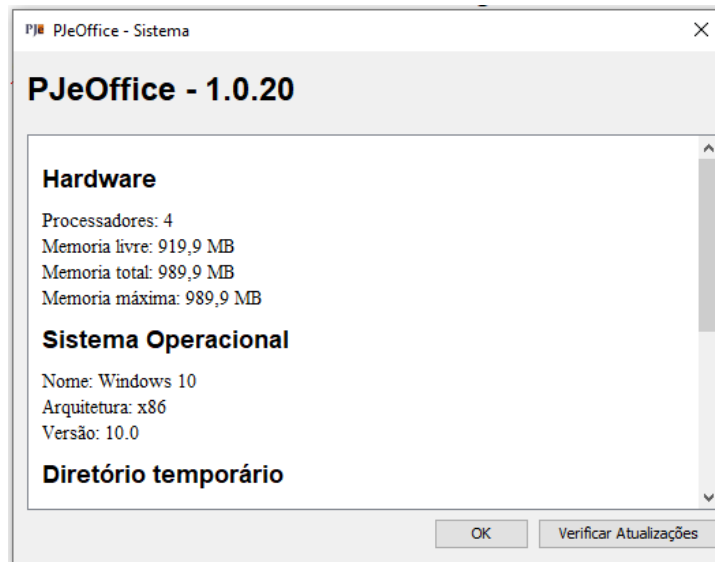 PJe PJeOffice - Sistema
PJeOffice - 1.0.20
Hardware
Processadores: 4
Memoria livre: 919,9 MB
Memoria total: 989,9 MB
Memoria máxima: 989,9 MB
Sistema Operacional
Nome: Windows 10
Arquitetura: x86
Versão: 10.0
Diretório temporário
OK Verificar Atualizações